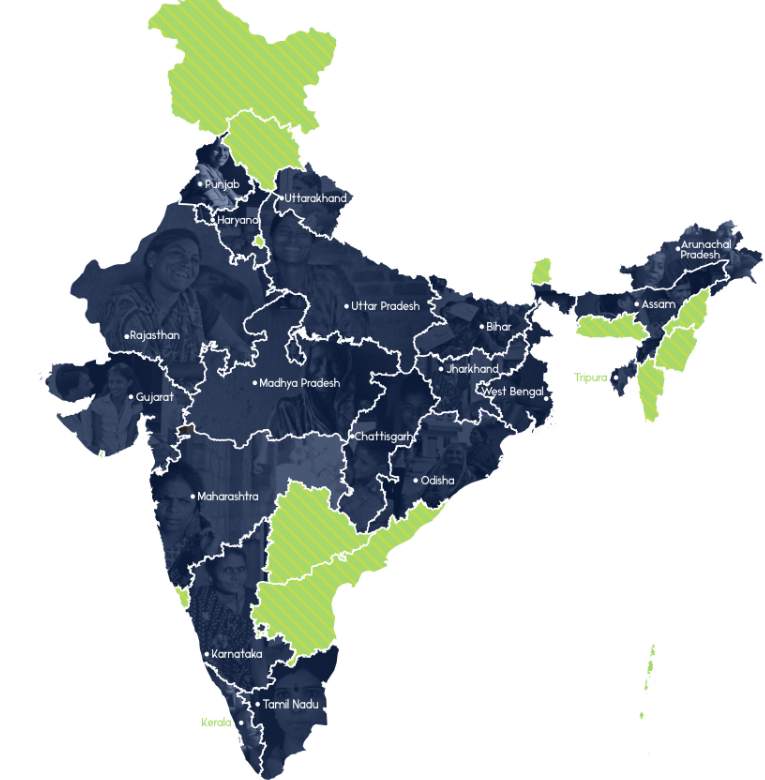 Punjab
Uttarakhand
Haryana
Arunachal
Pradesh
Assam
Uttar Pradesh
Bihar
Rajasthan
Jharkhand
Tripura
Madhya Pradesh
West Bengal
Gujarat
Chattisgarh
Odisha
Maharashtra
Karnataka
Tamil Nadu
Kerala